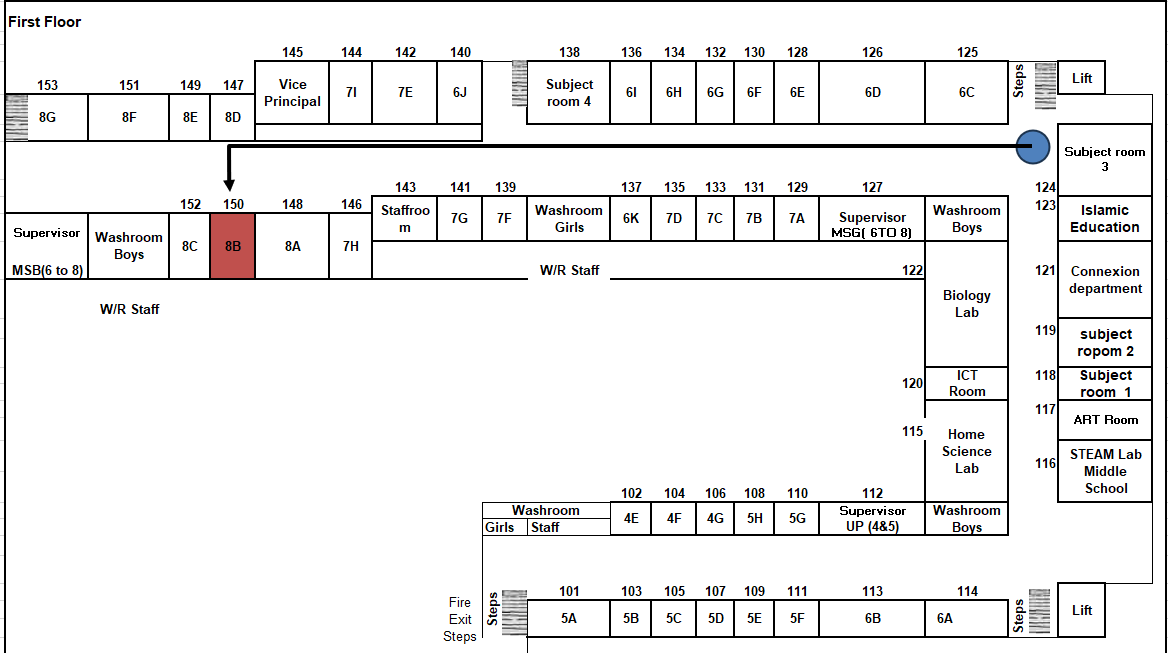 First Floor
145 144 142 140 138 136 134 132 130 128 126 125
Steps
Lift
153 151 149 147
Vice
Principal
7I 7E 6J
Subject
room 4
6I 6H 6G 6F 6E 6D 6C
8G 8F 8E 8D
Subject room
3
124
152 150 148 146 143 141 139 137 135 133 131 129 127
123
Staffroo
m
7G 7F
Washroom
Girls
6K 7D 7C 7B 7A
Supervisor
MSG( 6TO 8)
Washroom
Boys
Islamic
Education
Supervisor
MSB(6 to 8)
Washroom
Boys
8C 8B 8A 7H
W/R Staff
122
121
Connexion
department
W/R Staff
Biology
Lab
119
subject
ropom 2
120
ICT
Room
118
Subject
room 1
117
ART Room
115
Home
Science
Lab
116
STEAM Lab
Middle
School
102 104 106 108 110 112
Washroom
Girls Staff
4E 4F 4G 5H 5G
Supervisor
UP (4&5)
Washroom
Boys
101 103 105 107 109 111 113 114
Fire
Exit
Steps
Steps
5A 5B 5C 5D 5E 5F 6B 6A
Steps
Lift